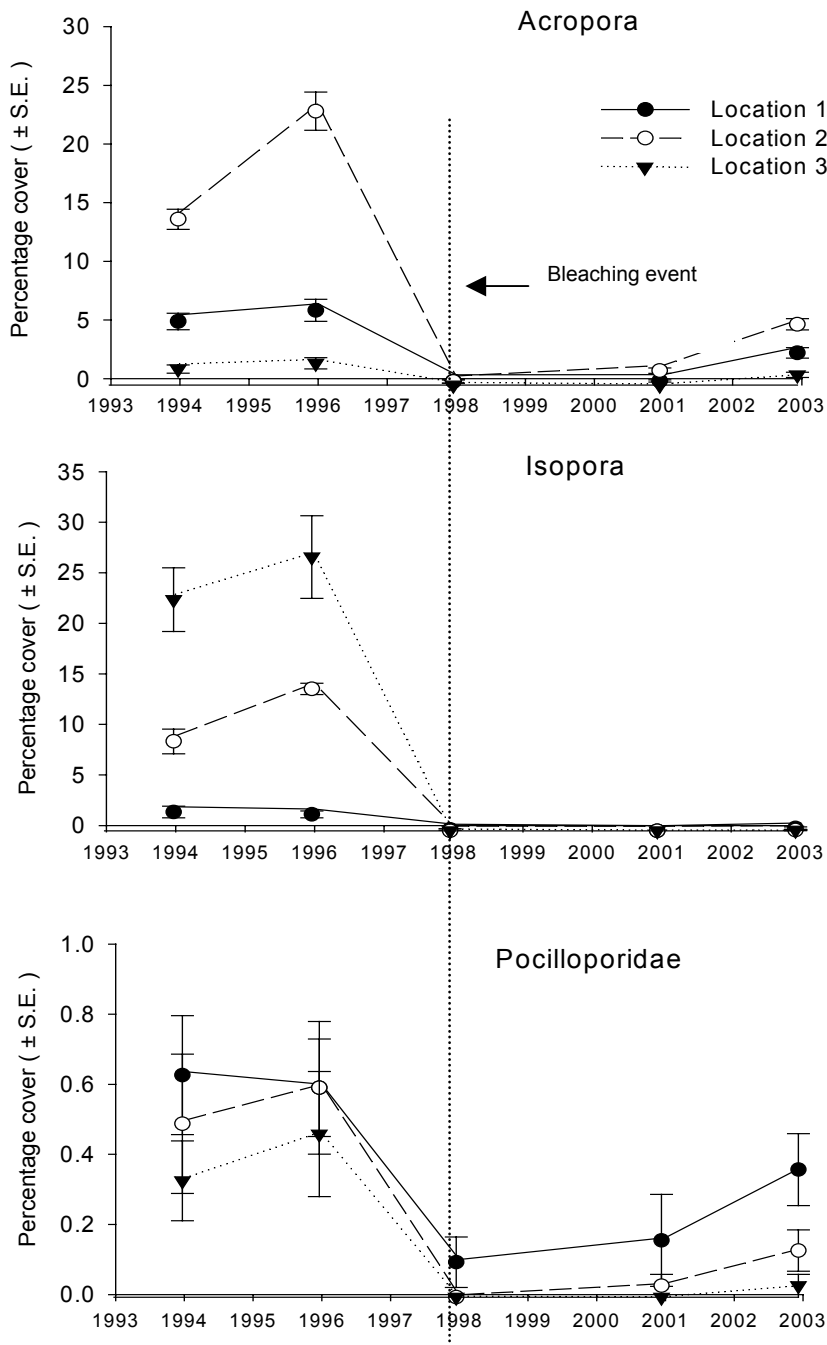 Acropora
Percentage cover ( ± S.E. )
30
25
20
15
10
5
0
Location 1
Location 2
Location 3
Bleaching event
1993 1994 1995 1996 1997 1998 1999 2000 2001 2002 2003
Isopora
Percentage cover ( ± S.E. )
35
30
25
20
15
10
5
0
1993 1994 1995 1996 1997 1998 1999 2000 2001 2002 2003
Pocilloporidae
Percentage cover ( ± S.E. )
1.0
0.8
0.6
0.4
0.2
0.0
1993 1994 1995 1996 1997 1998 1999 2000 2001 2002 2003